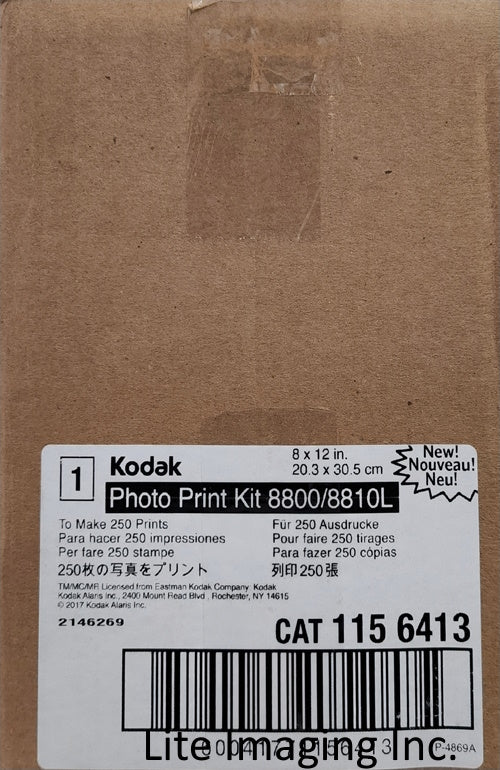 1
Kodak
8 x 12 in.
20.3 x 30.5 cm
New!
Nouveau!
Neu!
Photo Print Kit 8800/8810L
To Make 250 Prints
Para hacer 250 impressiones
Per fare 250 stampe
250枚の写真をプリント
Für 250 Ausdrucke
Pour faire 250 tirages
Para fazer 250 cópias
列印250張
TM/MC/MR Licensed from Eastman Kodak Company: Kodak
Kodak Alaris Inc., 2400 Mount Read Blvd., Rochester, NY 14615
© 2017 Kodak Alaris Inc.
2146269
CAT 115 6413
P-4869A
Lite Imaging Inc.